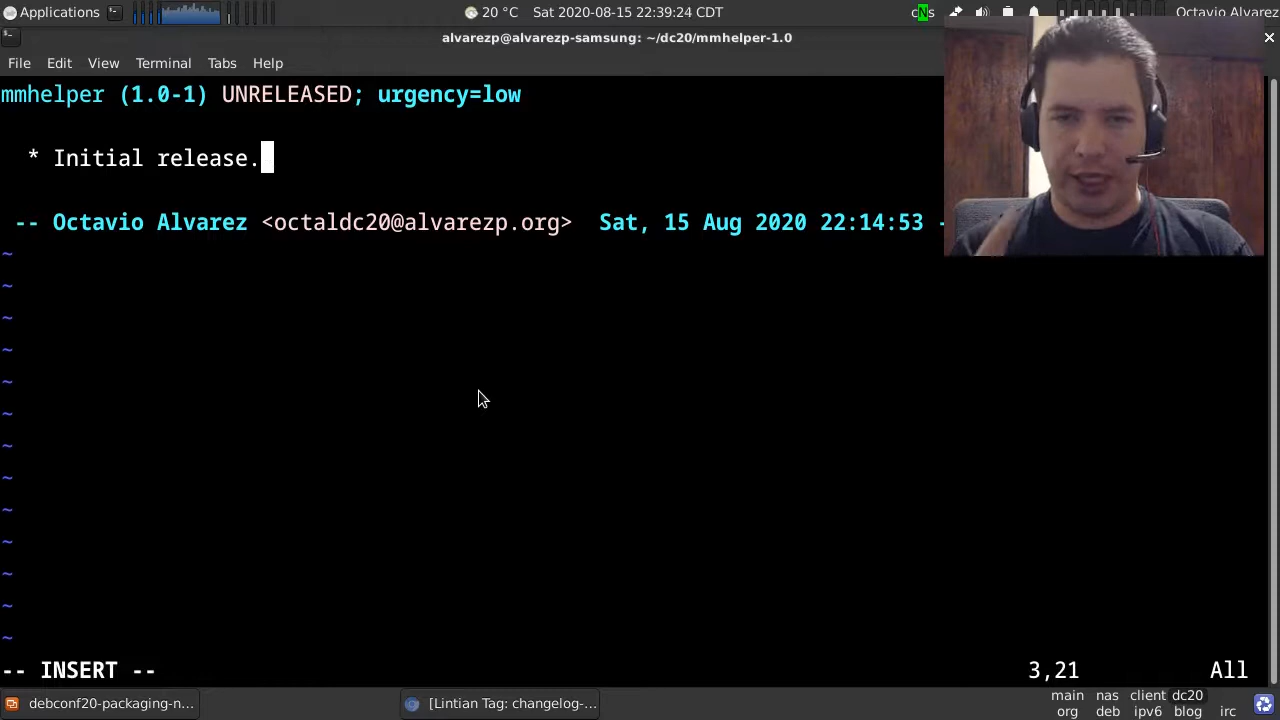 Applications 20 °C Sat 2020-08-15 22:39:24 CDT cNs Octavio Alvarez
alvarezp@alvarezp-samsung: ~/dc20/mmhelper-1.0
File Edit View Terminal Tabs Help
mmhelper (1.0-1) UNRELEASED; urgency=low
* Initial release.
-- Octavio Alvarez <octaldc20@alvarezp.org> Sat, 15 Aug 2020 22:14:53 -
~
~
~
~
~
~
~
~
~
~
~
~
~
-- INSERT -- 3,21 All
debconf20-packaging-n... [Lintian Tag: changelog-...
main nas client dc20
org deb ipv6 blog irc